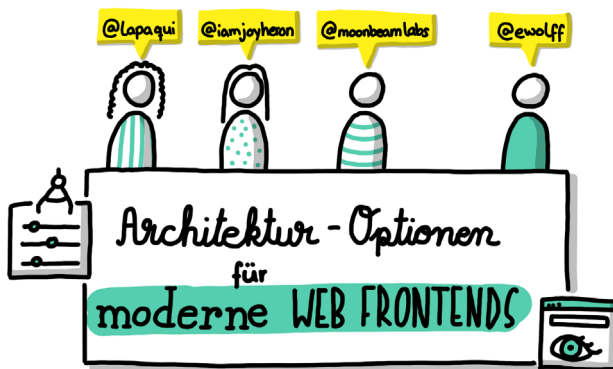 @lapaqui @iamjoyheron @moonbeamlabs @ewolff
Architektur-Optionen
für
moderne WEB FRONTENDS